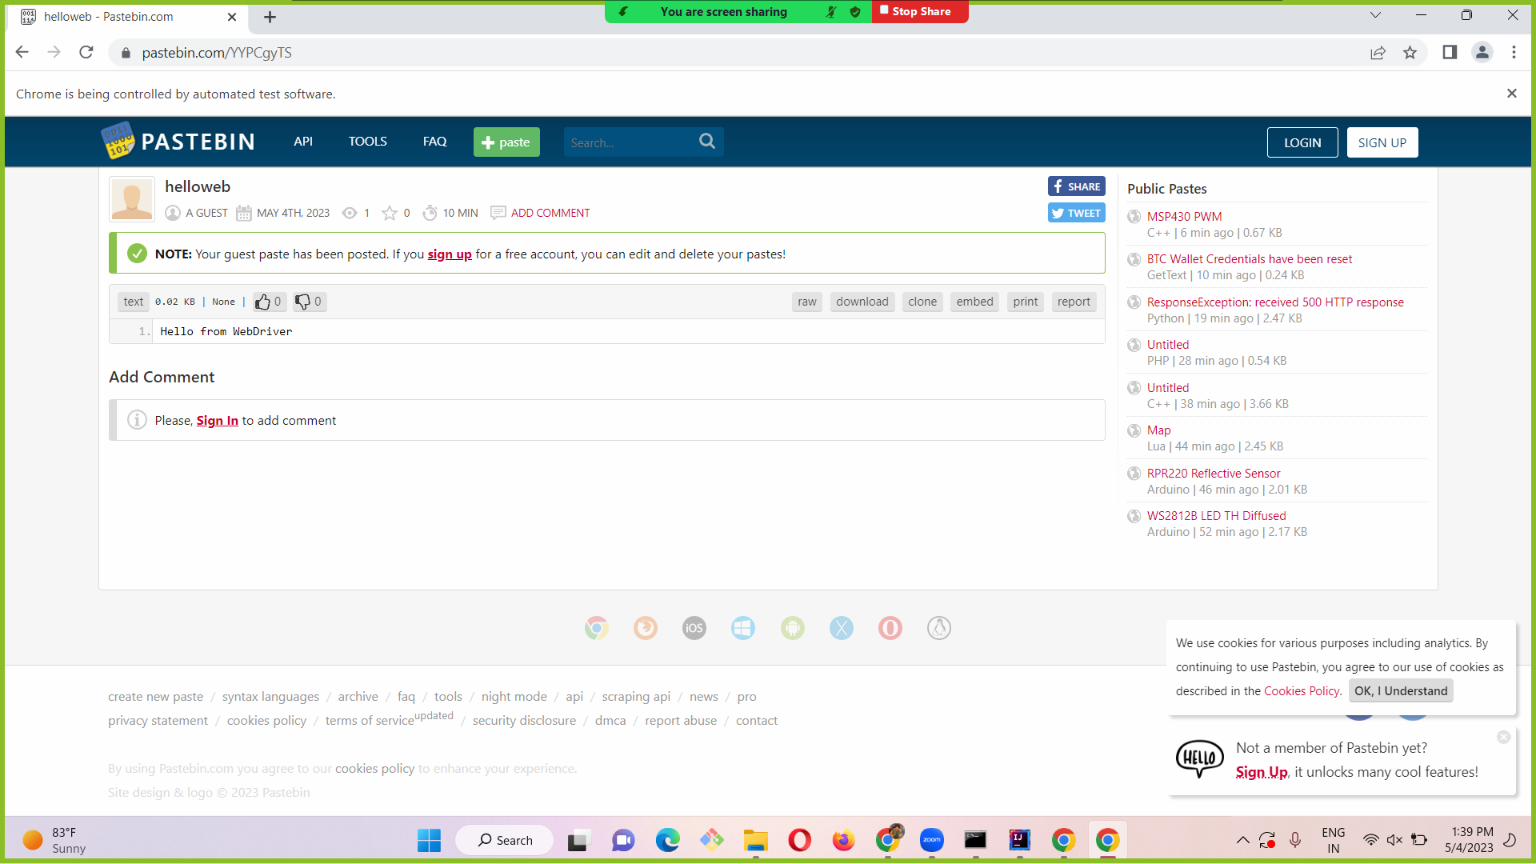 helloweb - Pastebin.com
You are screen sharing
Stop Share
pastebin.com/YYPCgyTS
Chrome is being controlled by automated test software.
PASTEBIN API TOOLS FAQ paste Search... LOGIN SIGN UP
helloweb
A GUEST MAY 4TH, 2023 1 0 10 MIN ADD COMMENT
SHARE
TWEET
NOTE: Your guest paste has been posted. If you sign up for a free account, you can edit and delete your pastes!
text 0.02 KB | None | 0 0 raw download clone embed print report
1. Hello from WebDriver
Add Comment
Please, Sign In to add comment
Public Pastes
MSP430 PWM
C++ | 6 min ago | 0.67 KB
BTC Wallet Credentials have been reset
GetText | 10 min ago | 0.24 KB
ResponseException: received 500 HTTP response
Python | 19 min ago | 2.47 KB
Untitled
PHP | 28 min ago | 0.54 KB
Untitled
C++ | 38 min ago | 3.66 KB
Map
Lua | 44 min ago | 2.45 KB
RPR220 Reflective Sensor
Arduino | 46 min ago | 2.01 KB
WS2812B LED TH Diffused
Arduino | 52 min ago | 2.17 KB
iOS
create new paste / syntax languages / archive / faq / tools / night mode / api / scraping api / news / pro
privacy statement / cookies policy / terms of service updated / security disclosure / dmca / report abuse / contact
By using Pastebin.com you agree to our cookies policy to enhance your experience.
Site design & logo © 2023 Pastebin
We use cookies for various purposes including analytics. By
continuing to use Pastebin, you agree to our use of cookies as
described in the Cookies Policy. OK, I Understand
HELLO
Not a member of Pastebin yet?
Sign Up, it unlocks many cool features!
83°F
Sunny
Search
zoom
ENG
IN
1:39 PM
5/4/2023